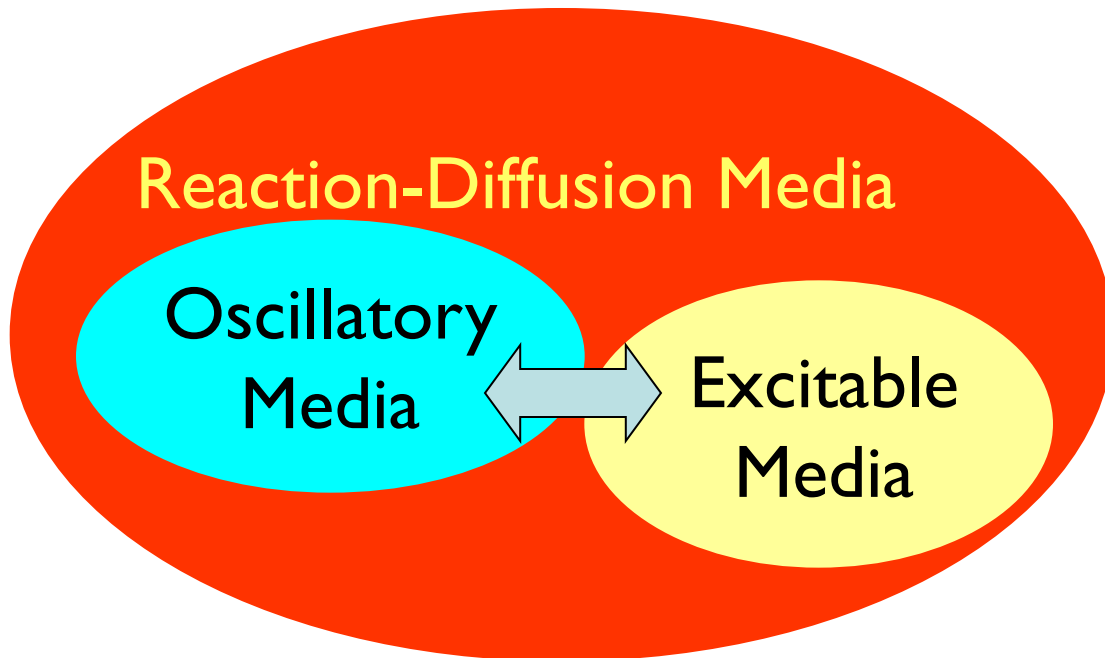 Reaction-Diffusion Media
Oscillatory
Media
Excitable
Media